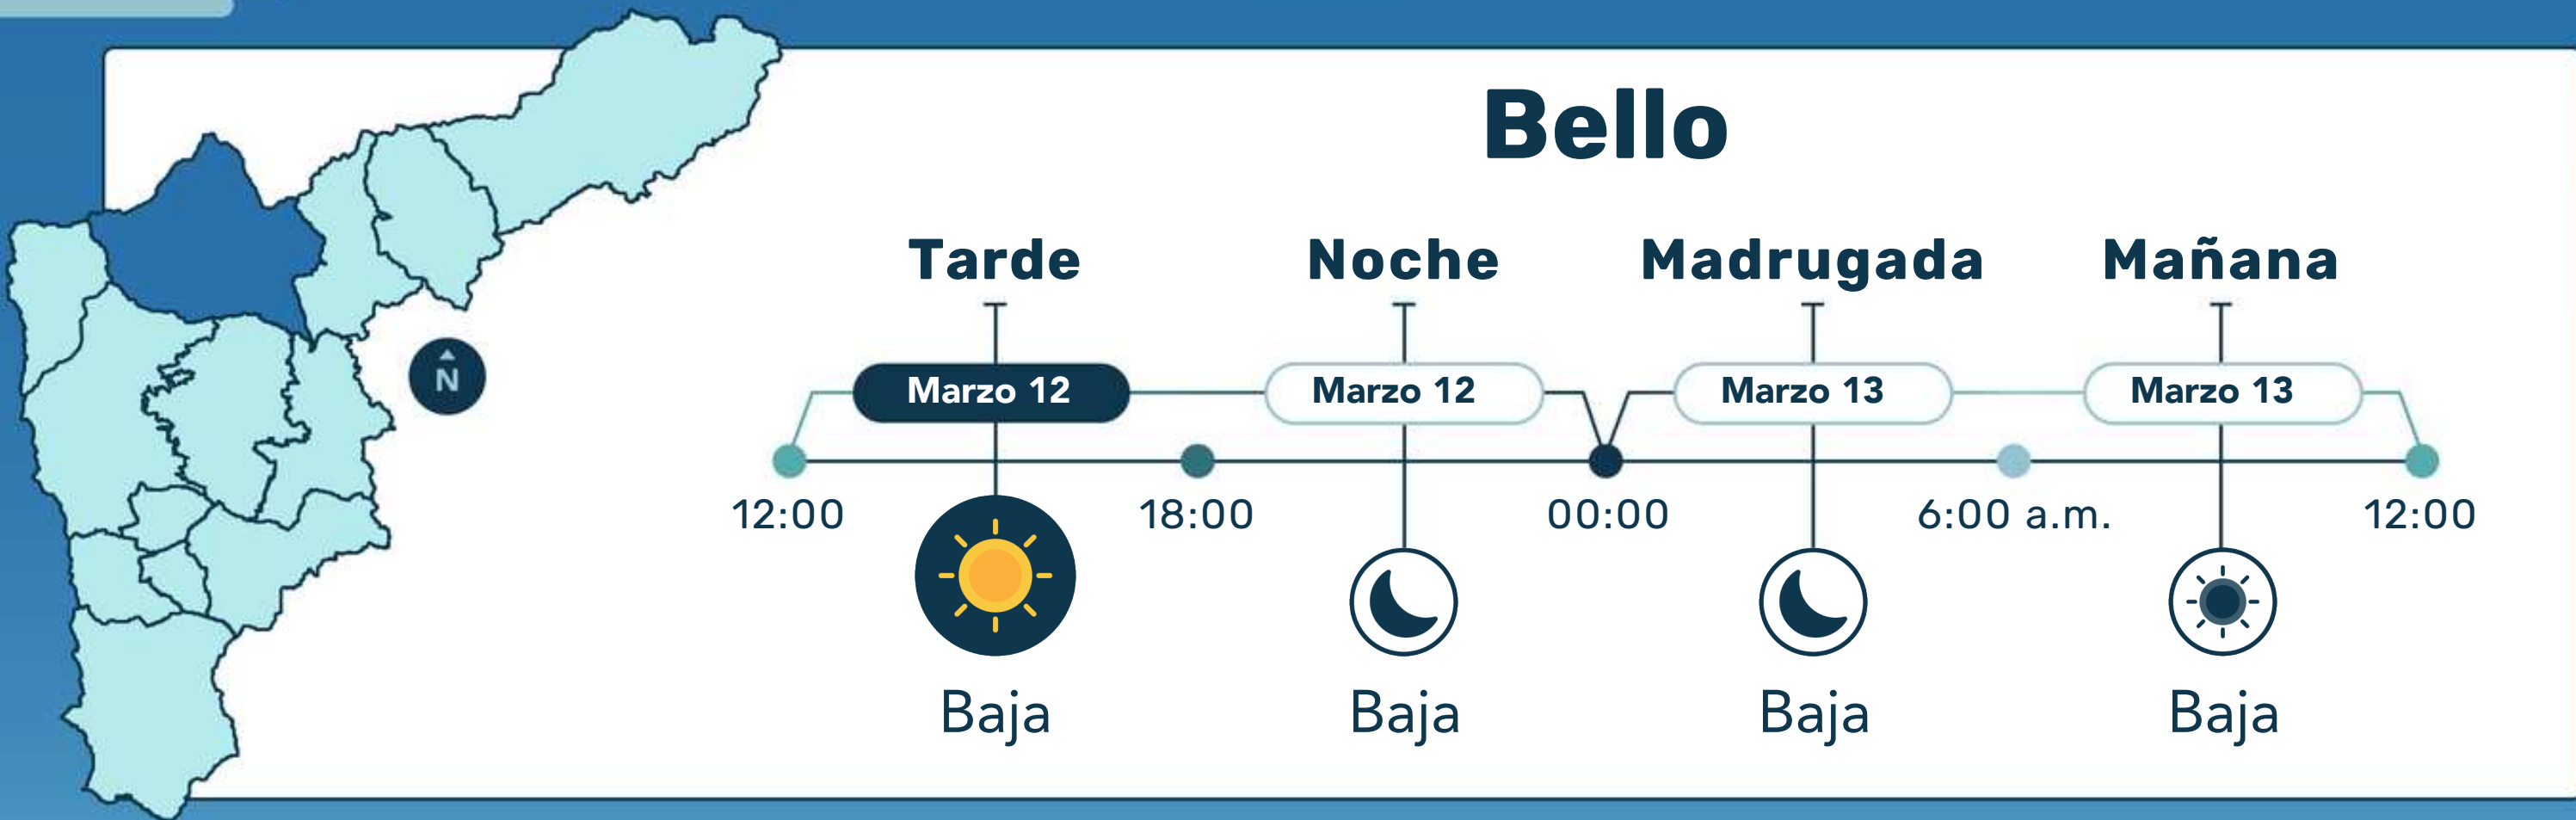 Bello
Tarde Noche Madrugada Mañana
Marzo 12 Marzo 12 Marzo 13 Marzo 13
N
12:00 18:00 00:00 6:00 a.m. 12:00
Baja Baja Baja Baja